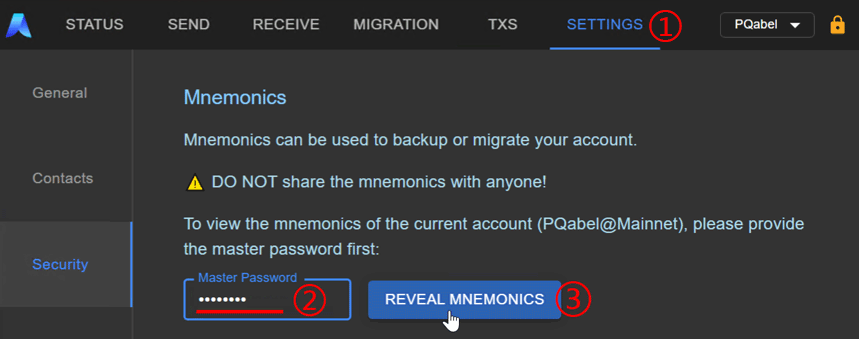 STATUS SEND RECEIVE MIGRATION TXS SETTINGS ① PQabel
General
Mnemonics
Mnemonics can be used to backup or migrate your account.
Contacts
DO NOT share the mnemonics with anyone!
To view the mnemonics of the current account (PQabel@Mainnet), please provide
the master password first:
Security
Master Password
•••••••• ② REVEAL MNEMONICS ③